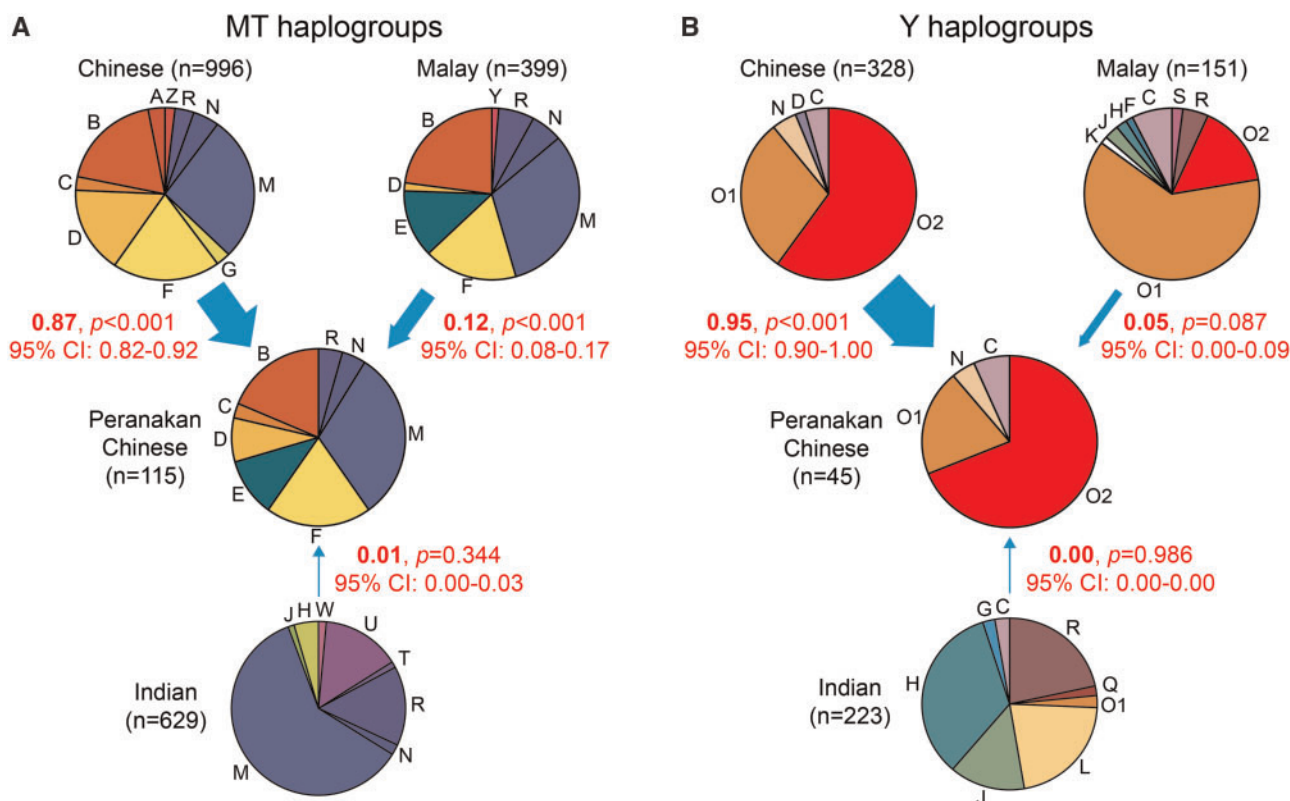 A
MT haplogroups
Chinese (n=996)
A
Z
R
N
M
G
F
D
C
B
Malay (n=399)
Y
R
N
M
F
E
D
B
0.87, p<0.001
95% CI: 0.82-0.92
0.12, p<0.001
95% CI: 0.08-0.17
Peranakan
Chinese
(n=115)
R
N
M
F
E
D
C
B
0.01, p=0.344
95% CI: 0.00-0.03
Indian
(n=629)
J
H
W
U
T
R
N
M
B
Y haplogroups
Chinese (n=328)
N
D
C
O2
O1
Malay (n=151)
K
J
H
F
C
S
R
O2
O1
0.95, p<0.001
95% CI: 0.90-1.00
0.05, p=0.087
95% CI: 0.00-0.09
Peranakan
Chinese
(n=45)
N
C
O2
O1
0.00, p=0.986
95% CI: 0.00-0.00
Indian
(n=223)
G
C
R
Q
O1
L
J
H